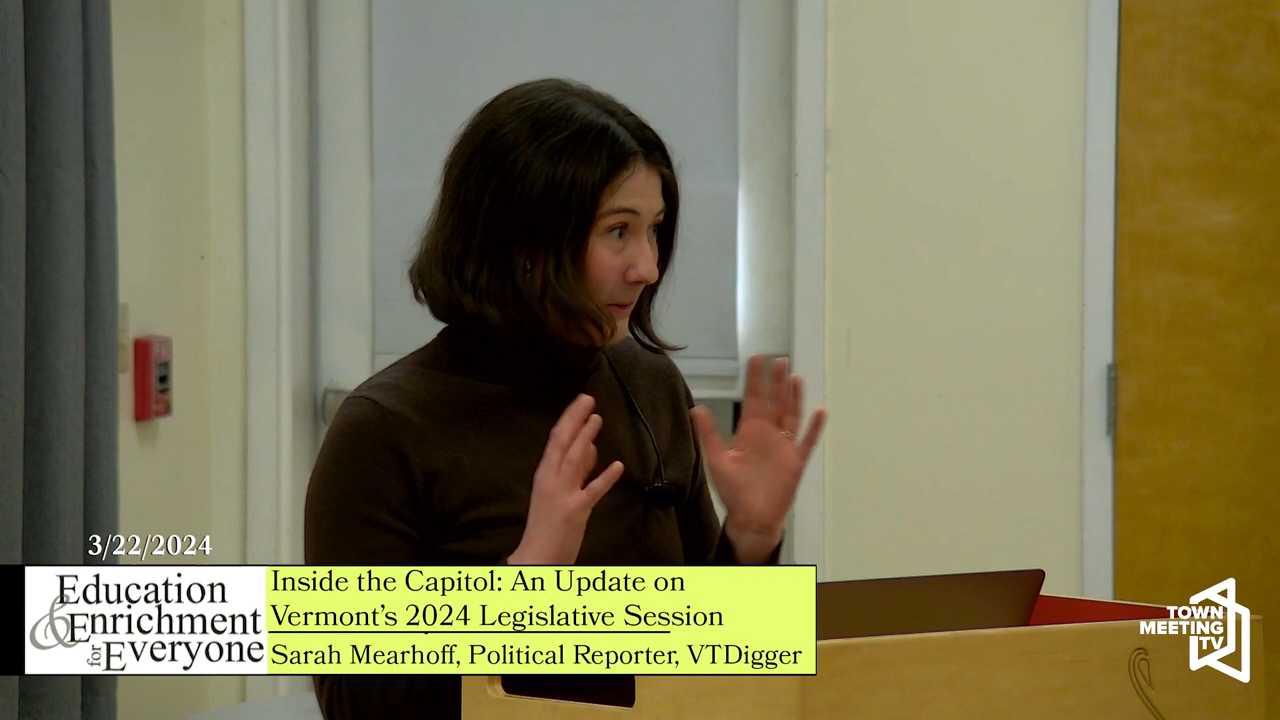 3/22/2024
Education
& Enrichment
for Everyone
Inside the Capitol: An Update on
Vermont's 2024 Legislative Session
Sarah Mearhoff, Political Reporter, VTDigger
TOWN
MEETING
TV